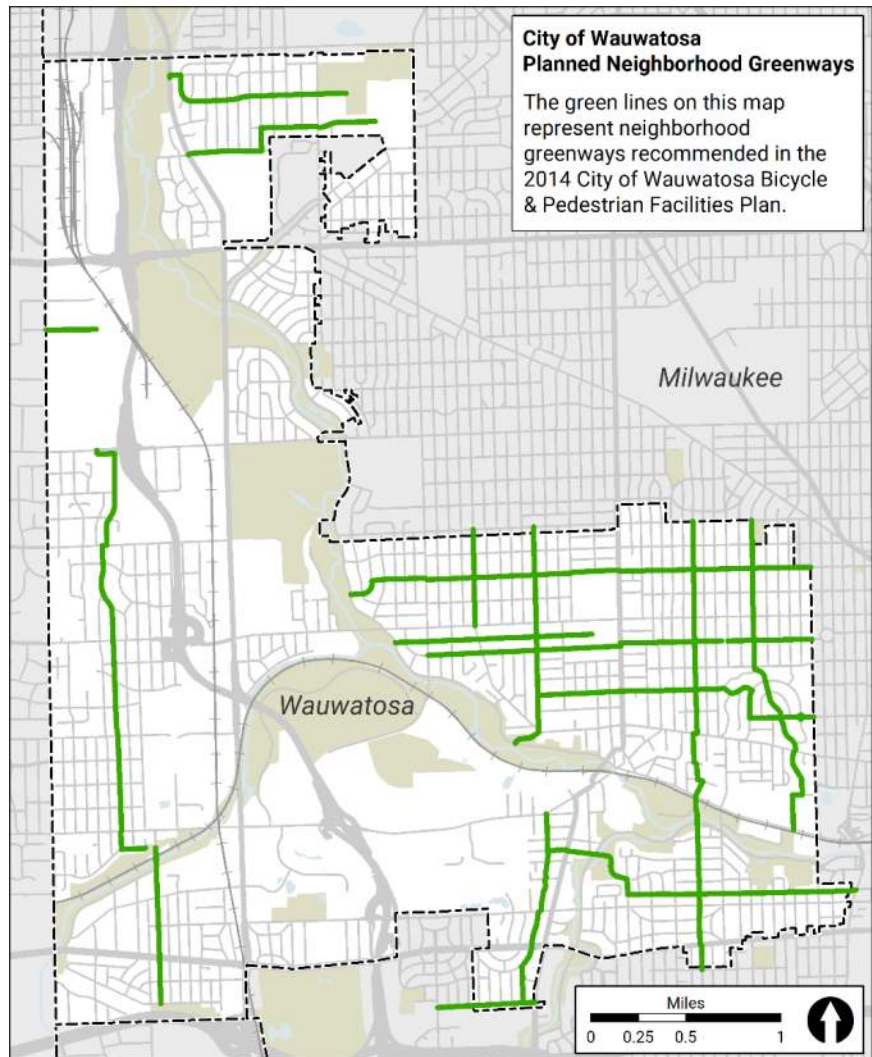 City of Wauwatosa
Planned Neighborhood Greenways
The green lines on this map
represent neighborhood
greenways recommended in the
2014 City of Wauwatosa Bicycle
& Pedestrian Facilities Plan.
Milwaukee
Wauwatosa
Miles
0 0.25 0.5 1